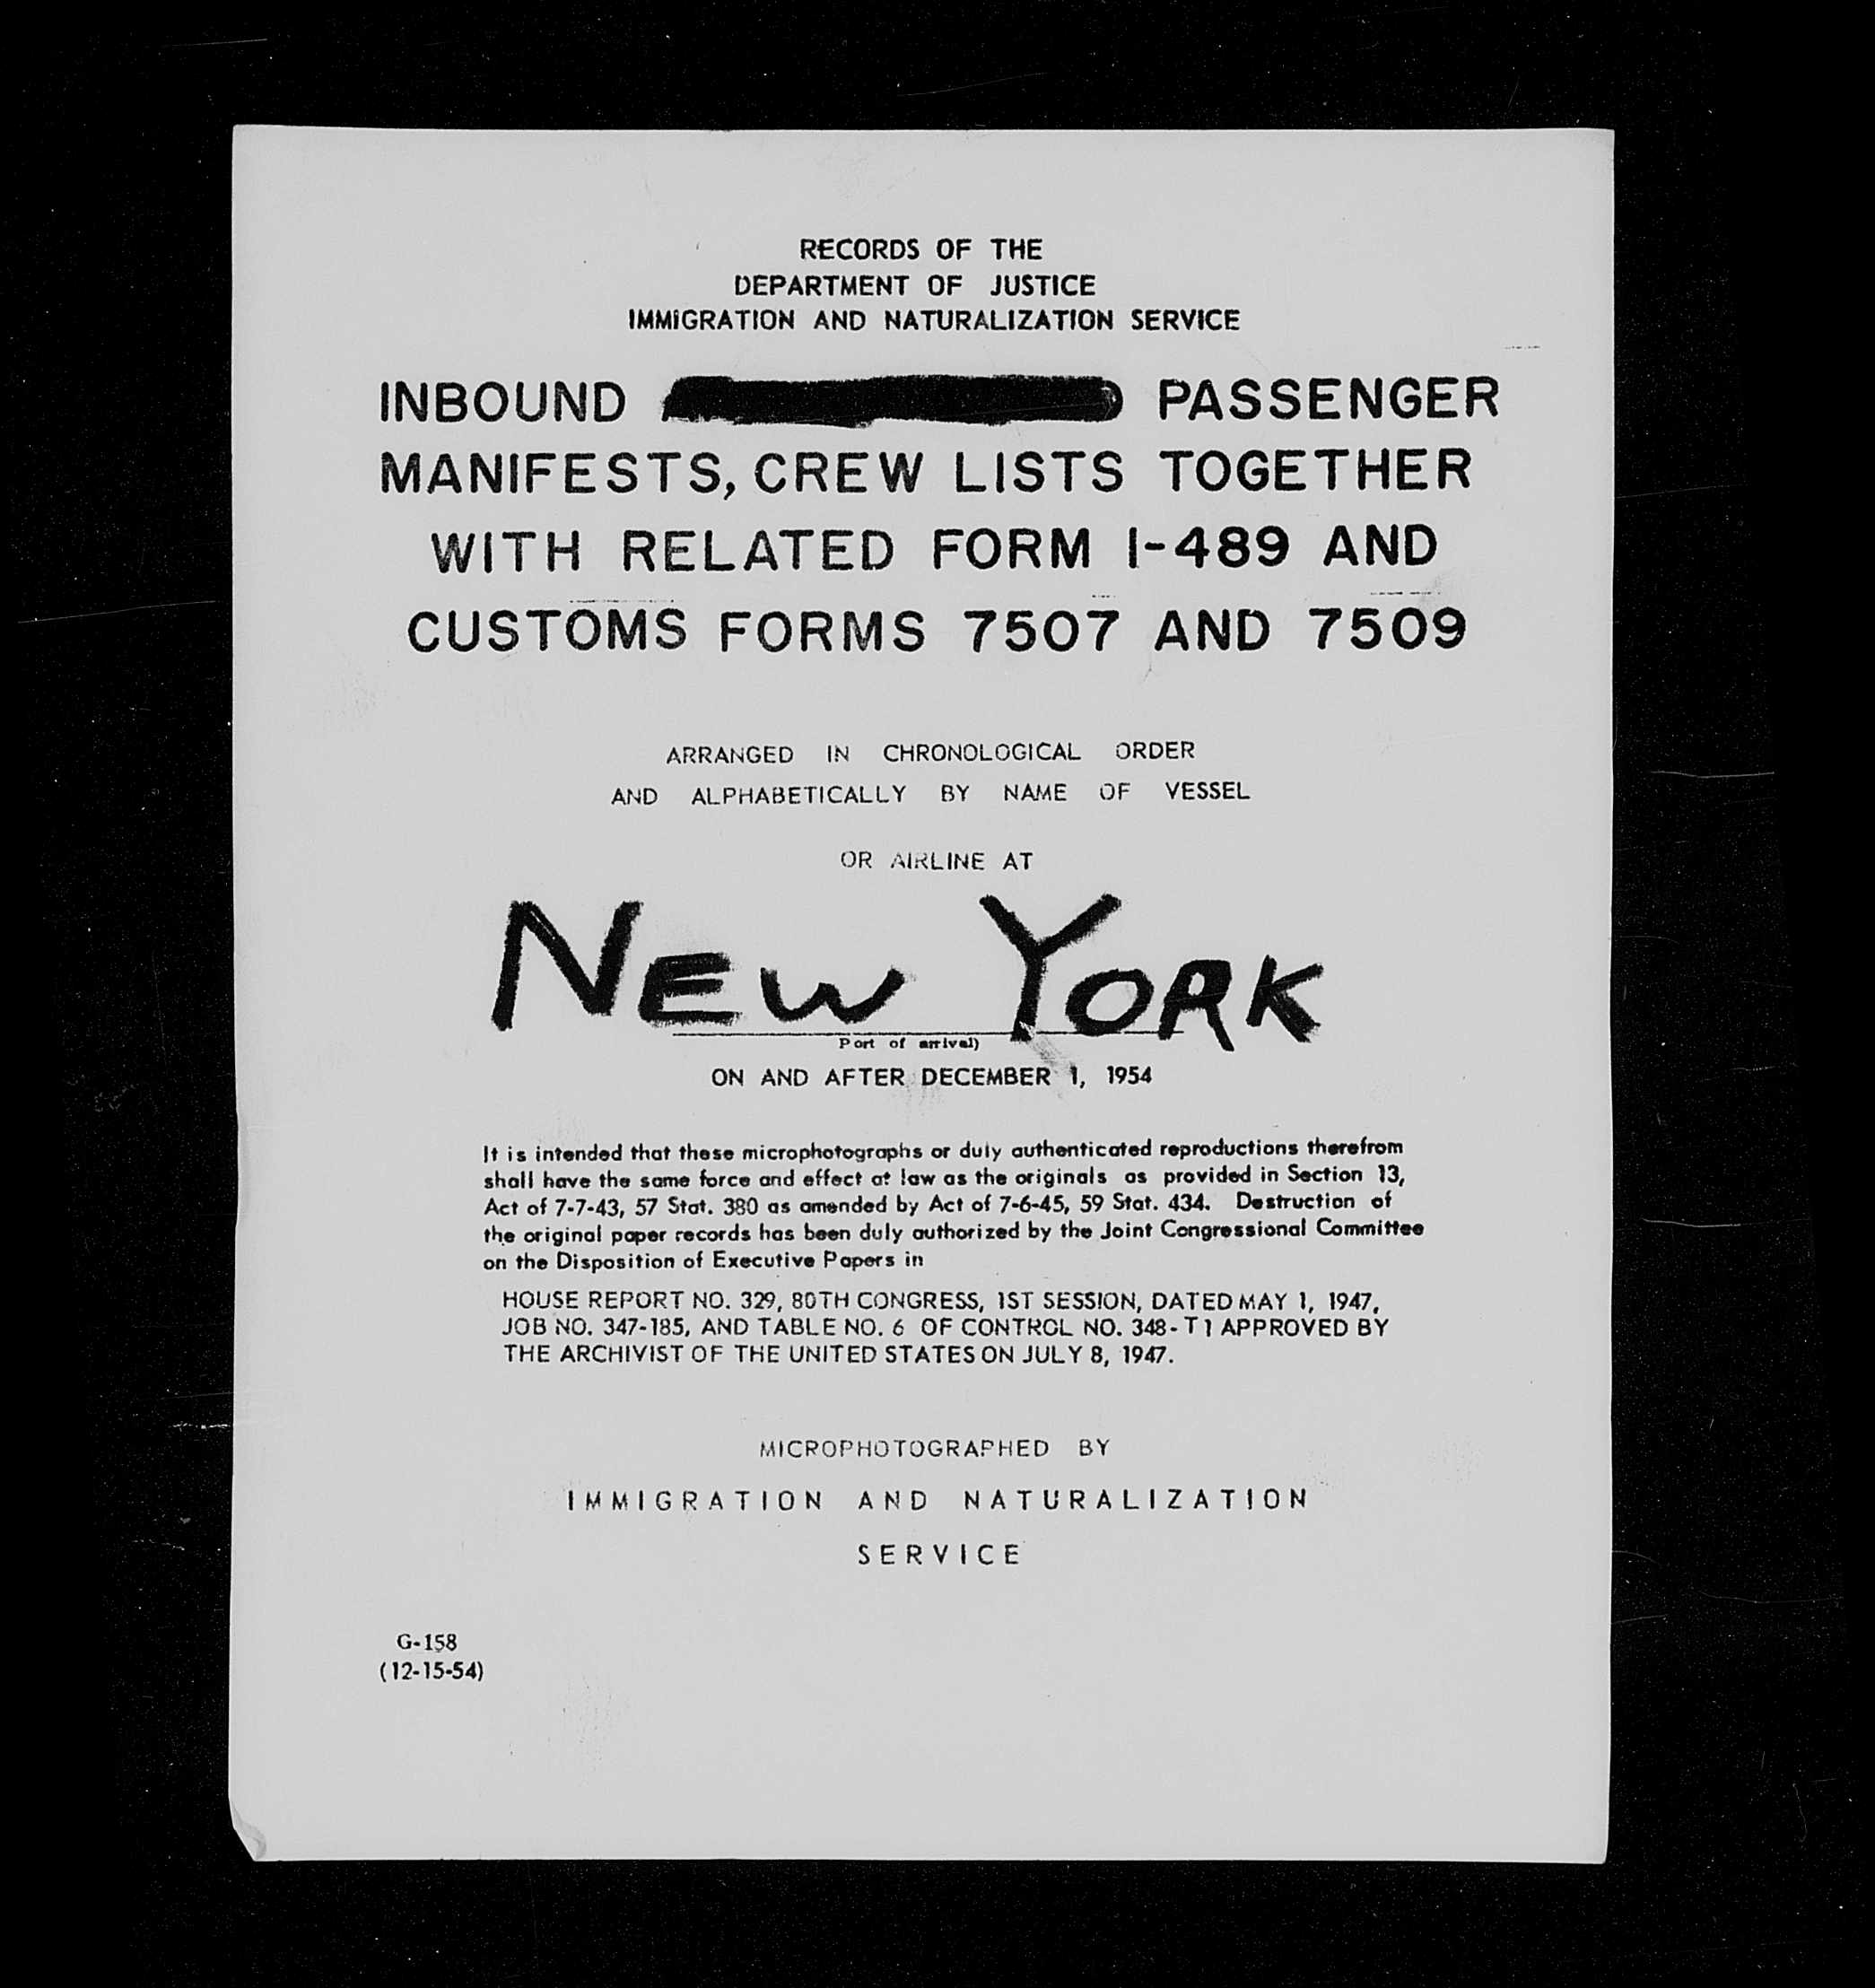 RECORDS OF THE
DEPARTMENT OF JUSTICE
IMMIGRATION AND NATURALIZATION SERVICE
INBOUND PASSENGER
MANIFESTS, CREW LISTS TOGETHER
WITH RELATED FORM I-489 AND
CUSTOMS FORMS 7507 AND 7509
ARRANGED IN CHRONOLOGICAL ORDER
AND ALPHABETICALLY BY NAME OF VESSEL
OR AIRLINE AT
NEW YORK
Port of arrival)
ON AND AFTER DECEMBER 1, 1954
It is intended that these microphotographs or duly authenticated reproductions therefrom
shall have the same force and effect at law as the originals as provided in Section 13,
Act of 7-7-43, 57 Stat. 380 as amended by Act of 7-6-45, 59 Stat. 434. Destruction of
the original paper records has been duly authorized by the Joint Congressional Committee
on the Disposition of Executive Papers in
HOUSE REPORT NO. 329, 80TH CONGRESS, 1ST SESSION, DATED MAY 1, 1947,
JOB NO. 347-185, AND TABLE NO. 6 OF CONTROL NO. 348-T1 APPROVED BY
THE ARCHIVIST OF THE UNITED STATES ON JULY 8, 1947.
MICROPHOTOGRAPHED BY
IMMIGRATION AND NATURALIZATION
SERVICE
G-158
(12-15-54)